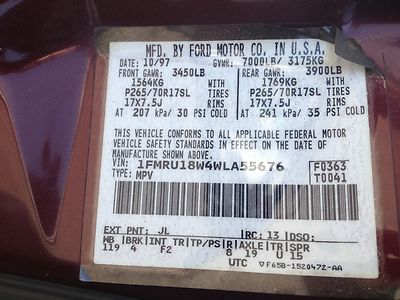 MFD. BY FORD MOTOR CO. IN U.S.A.
DATE: 10/97 GVWR: 7000LB/ 3175KG
FRONT GAWR: 3450LB REAR GAWR: 3900LB
1564KG WITH 1769KG WITH
P265/70R17SL TIRES P265/70R17SL TIRES
17X7.5J RIMS 17X7.5J RIMS
AT 207 kPa/ 30 PSI COLD AT 241 kPa/ 35 PSI COLD
THIS VEHICLE CONFORMS TO ALL APPLICABLE FEDERAL MOTOR
VEHICLE SAFETY STANDARDS IN EFFECT ON THE DATE OF
MANUFACTURE SHOWN ABOVE.
VIN: 1FMRU18W4WLA55676 F0363
TYPE: MPV T0041
EXT PNT: JL RC: 13 DSO:
WB BRK INT TR TP/PS R AXLE TR SPR
119 4 F2 8 19 U 15
UTC ▽F65B-1520472-AA